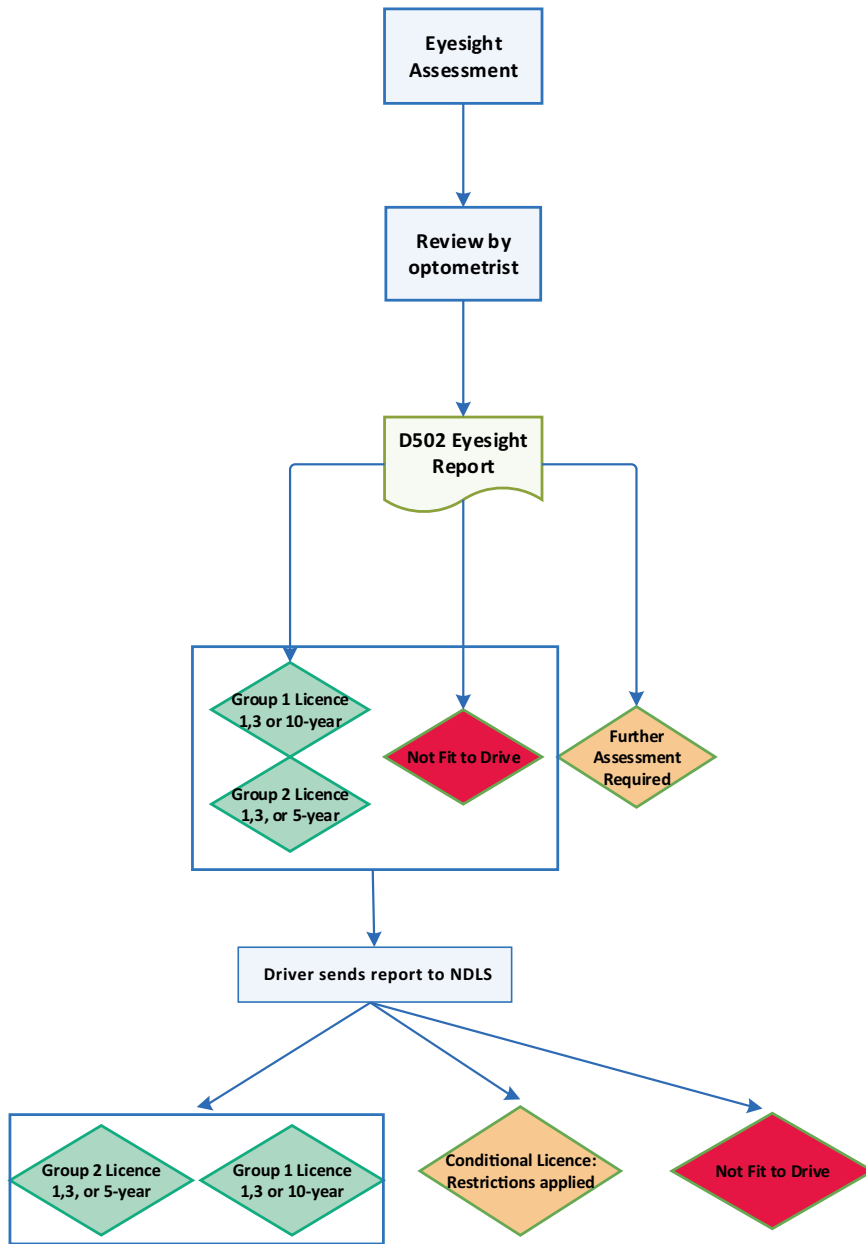 Eyesight
Assessment
Review by
optometrist
D502 Eyesight
Report
Group 1 Licence
1,3 or 10-year
Group 2 Licence
1,3, or 5-year
Not Fit to Drive
Further
Assessment
Required
Driver sends report to NDLS
Group 2 Licence
1,3, or 5-year
Group 1 Licence
1,3 or 10-year
Conditional Licence:
Restrictions applied
Not Fit to Drive